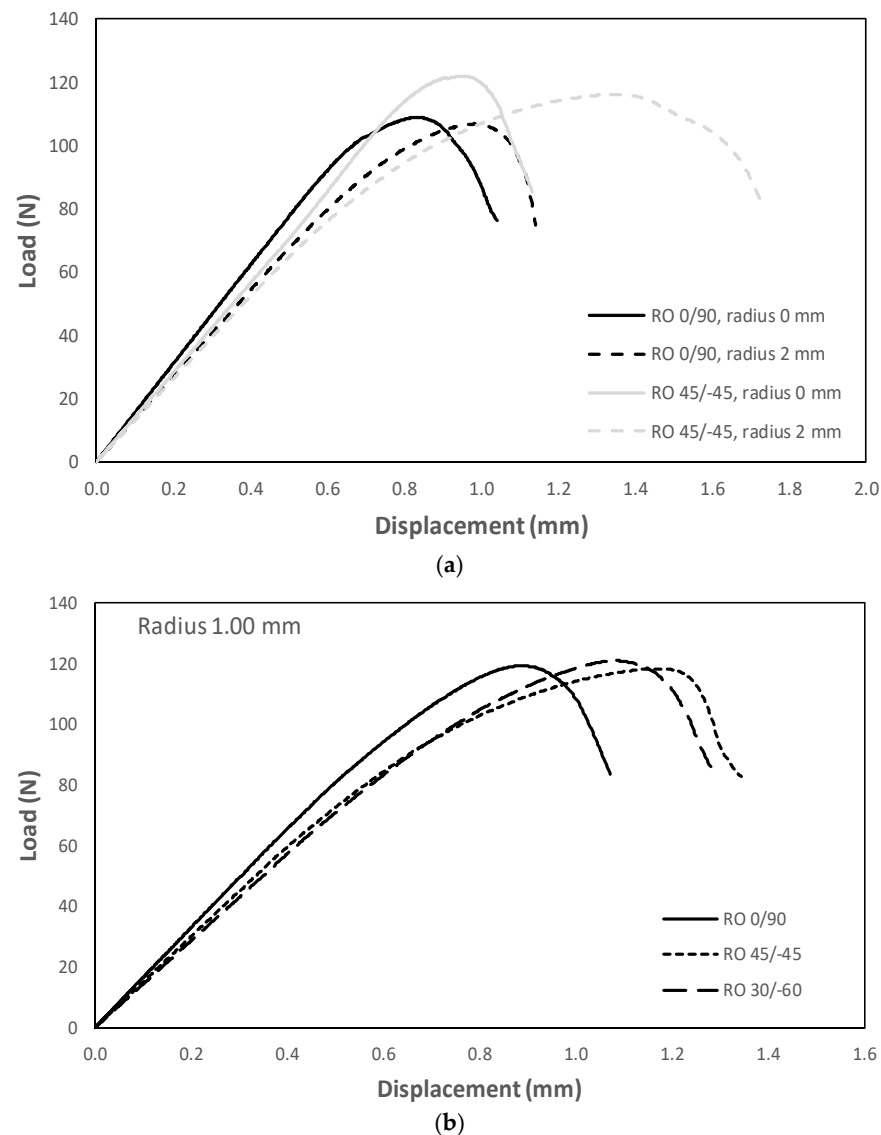 140
120
100
80
60
40
20
0
Load (N)
RO 0/90, radius 0 mm
RO 0/90, radius 2 mm
RO 45/-45, radius 0 mm
RO 45/-45, radius 2 mm
0.0 0.2 0.4 0.6 0.8 1.0 1.2 1.4 1.6 1.8 2.0
Displacement (mm)
(a)
140
120
100
80
60
40
20
0
Load (N)
Radius 1.00 mm
RO 0/90
RO 45/-45
RO 30/-60
0.0 0.2 0.4 0.6 0.8 1.0 1.2 1.4 1.6
Displacement (mm)
(b)